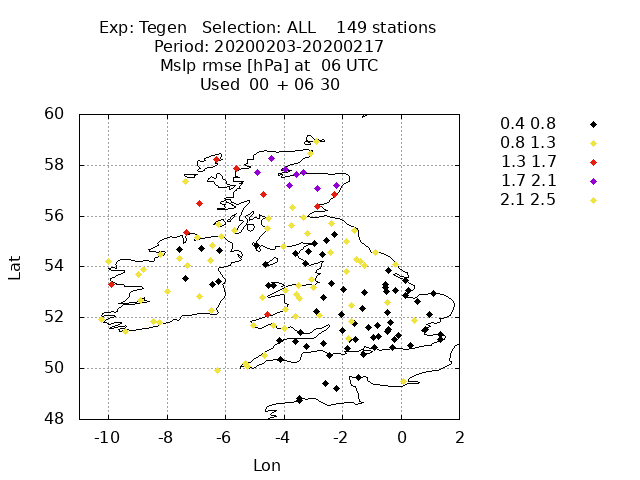 Exp: Tegen Selection: ALL 149 stations
Period: 20200203-20200217
Mslp rmse [hPa] at 06 UTC
Used 00 + 06 30
60
58
56
54
52
50
48
-10 -8 -6 -4 -2 0 2
Lat
Lon
0.4 0.8
0.8 1.3
1.3 1.7
1.7 2.1
2.1 2.5